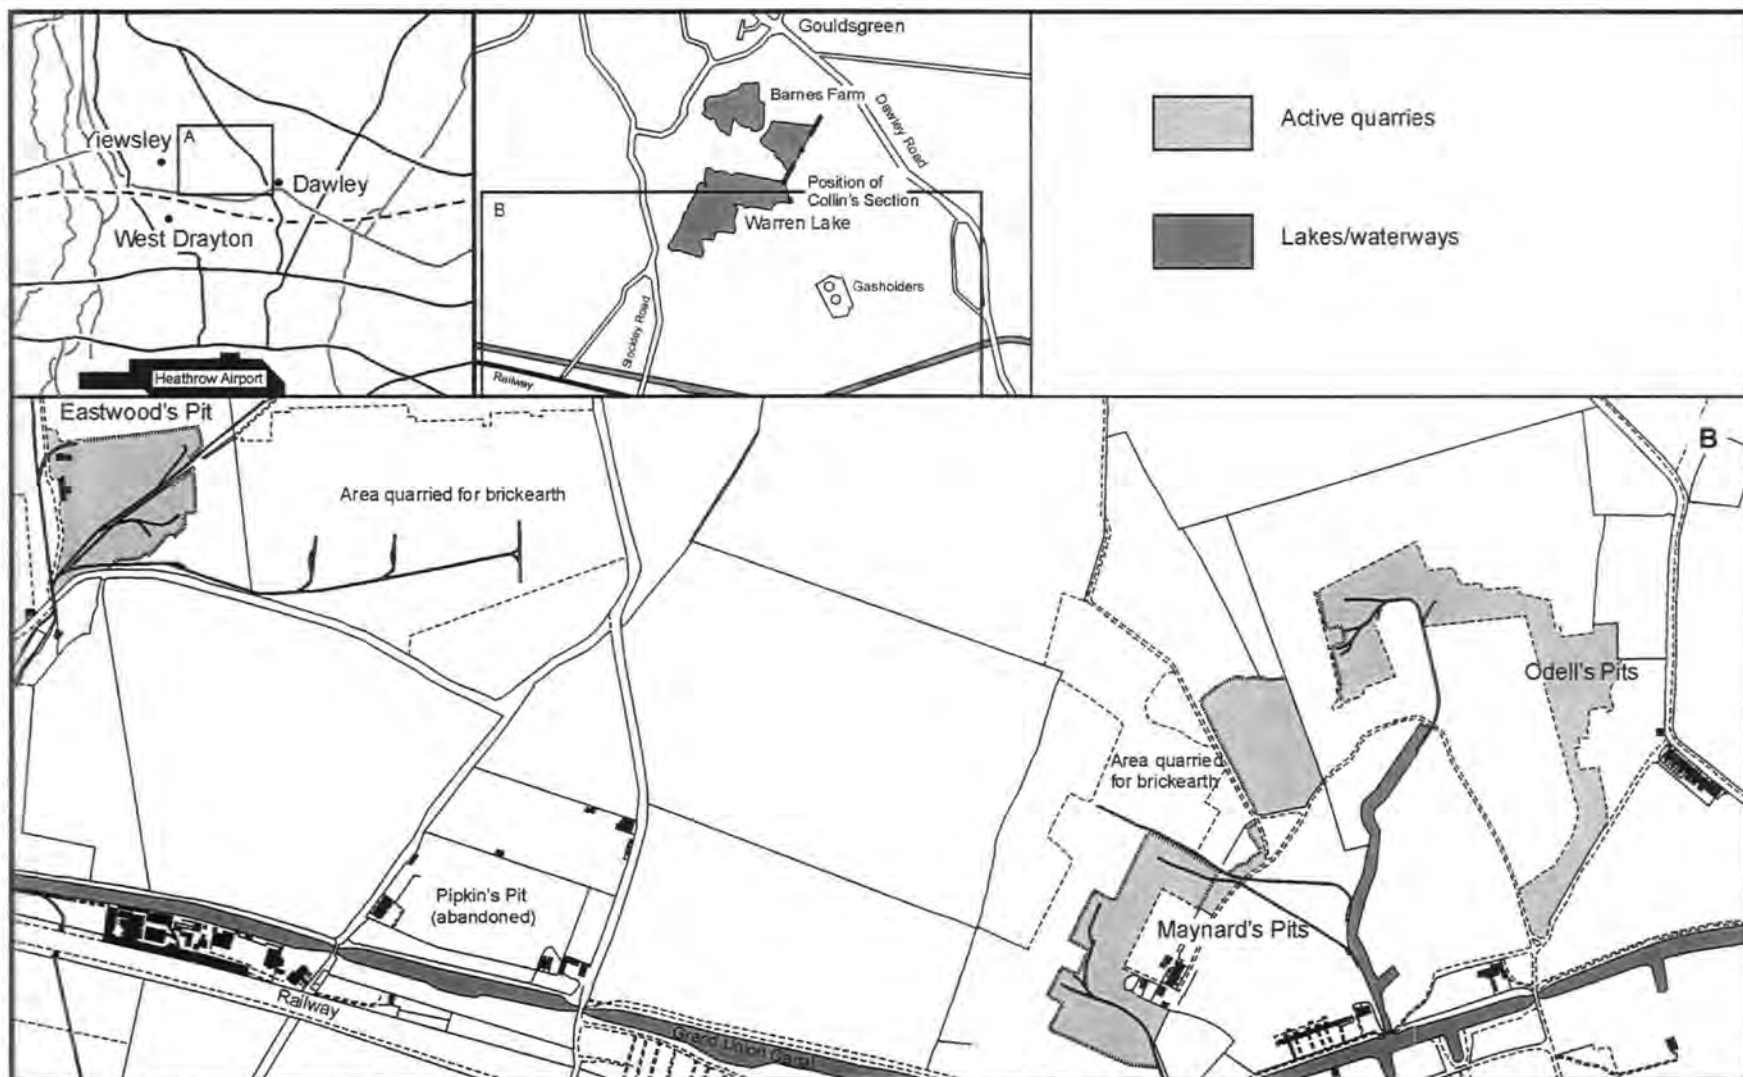 Yiewsley
A
Dawley
West Drayton
Heathrow Airport
Gouldsgreen
Barnes Farm
Dawley Road
Position of
Collin's Section
B
Warren Lake
Gasholders
Stockley Road
Railway
Active quarries
Lakes/waterways
Eastwood's Pit
B
Area quarried for brickearth
Odell's Pits
Area quarried
for brickearth
Pipkin's Pit
(abandoned)
Maynard's Pits
Railway
Grand Union Canal